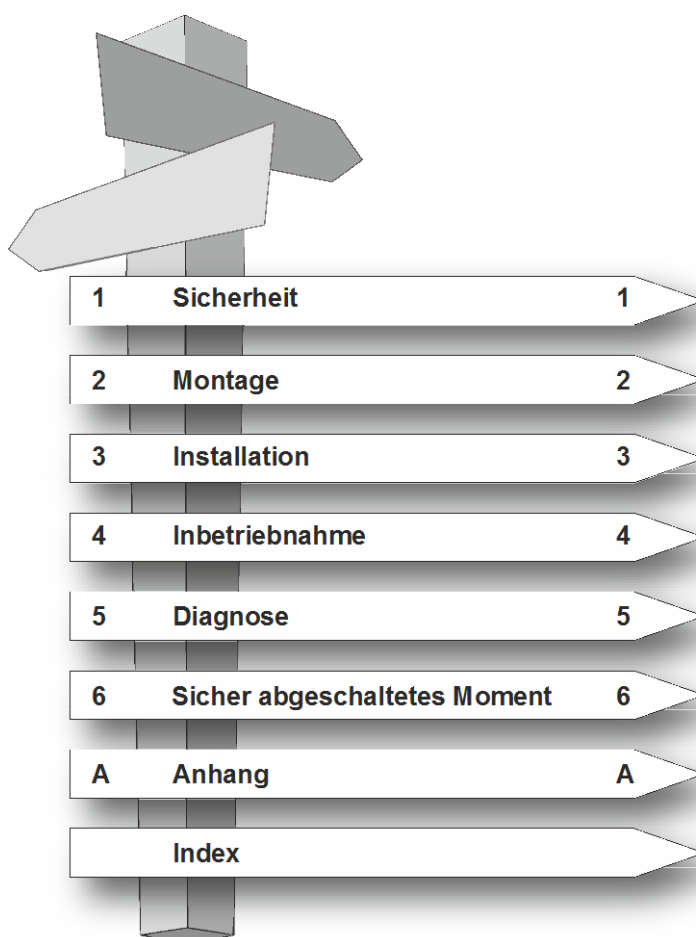 1 Sicherheit 1
2 Montage 2
3 Installation 3
4 Inbetriebnahme 4
5 Diagnose 5
6 Sicher abgeschaltetes Moment 6
A Anhang A
Index